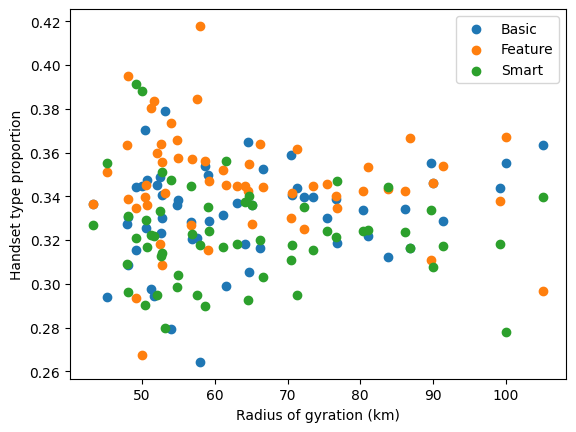 0.42
0.40
0.38
0.36
0.34
0.32
0.30
0.28
0.26
Handset type proportion
Basic
Feature
Smart
50 60 70 80 90 100
Radius of gyration (km)